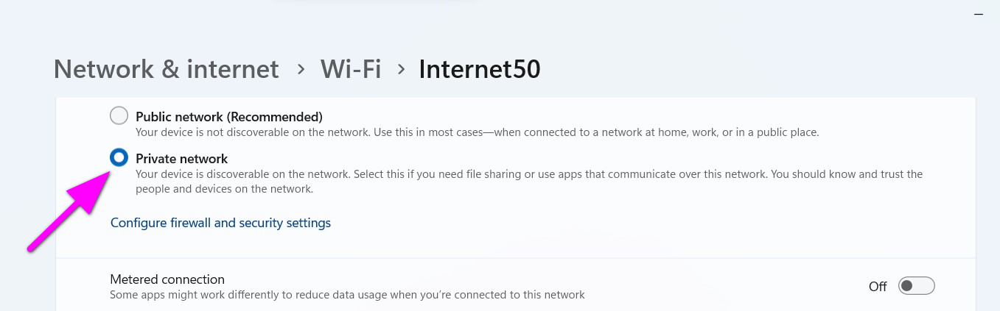 Network & internet > Wi-Fi > Internet50
Public network (Recommended)
Your device is not discoverable on the network. Use this in most cases—when connected to a network at home, work, or in a public place.
Private network
Your device is discoverable on the network. Select this if you need file sharing or use apps that communicate over this network. You should know and trust the
people and devices on the network.
Configure firewall and security settings
Metered connection
Off
Some apps might work differently to reduce data usage when you’re connected to this network